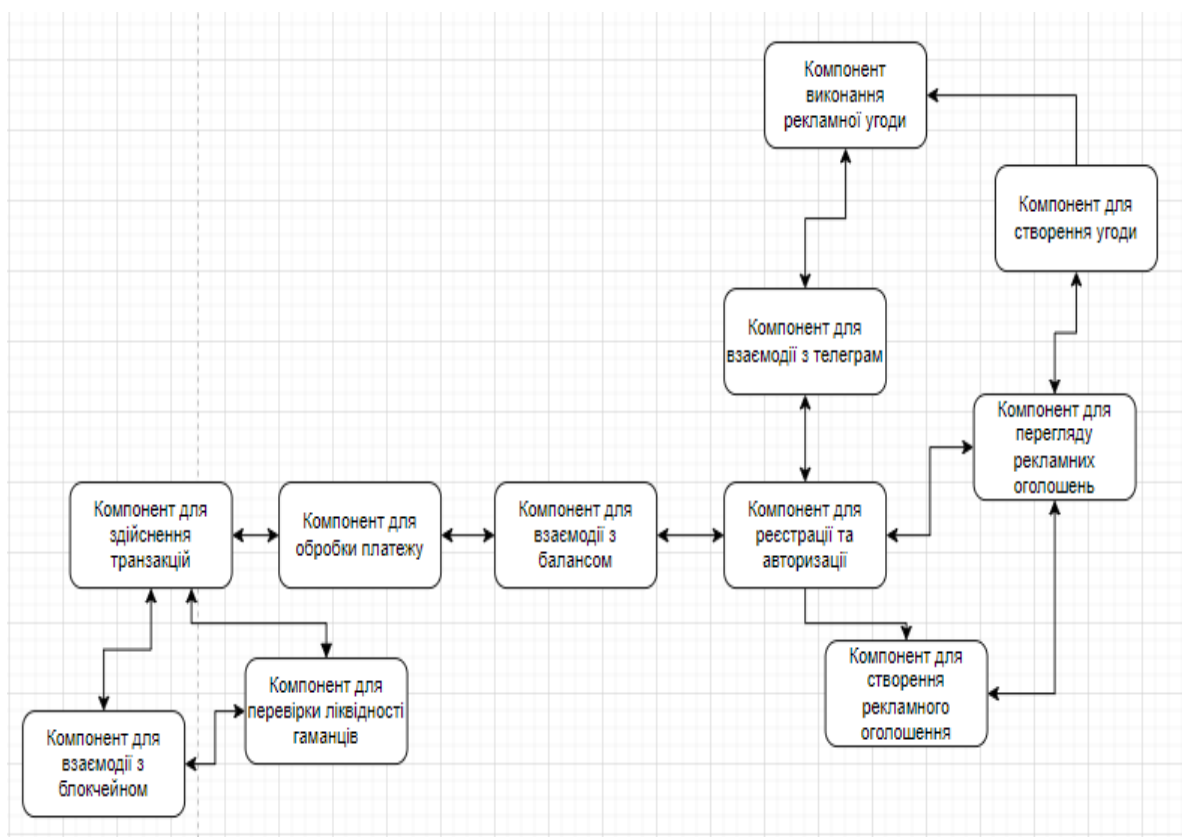 Компонент
виконання
рекламної угоди
Компонент для
створення угоди
Компонент для
взаємодії з телеграм
Компонент для
перегляду
рекламних
оголошень
Компонент для
здійснення
транзакцій
Компонент для
обробки платежу
Компонент для
взаємодії з
балансом
Компонент для
реєстрації та
авторизації
Компонент для
створення
рекламного
оголошення
Компонент для
перевірки ліквідності
гаманців
Компонент для
взаємодії з
блокчейном